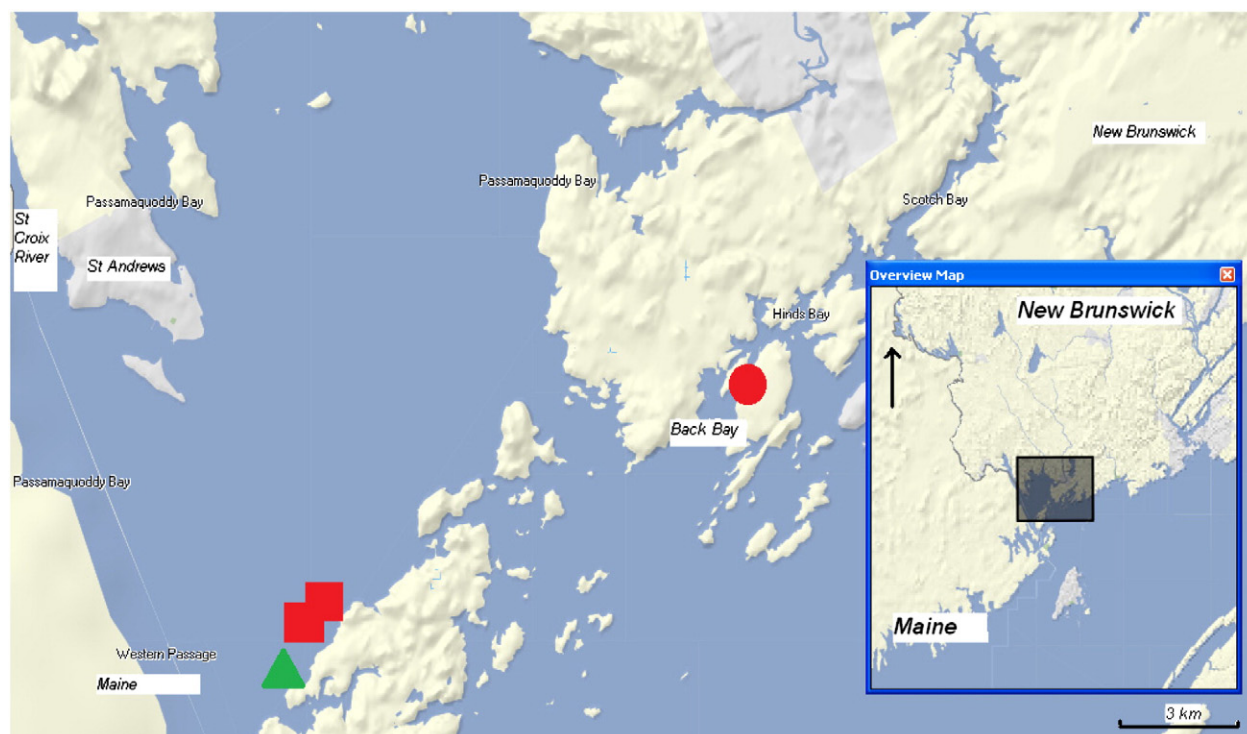 New Brunswick
Passamaquoddy Bay
Passamaquoddy Bay
Scotch Bay
St
Croix
River
St Andrews
Overview Map
New Brunswick
Hinds Bay
Back Bay
Passamaquoddy Bay
Maine
Western Passage
Maine
3 km